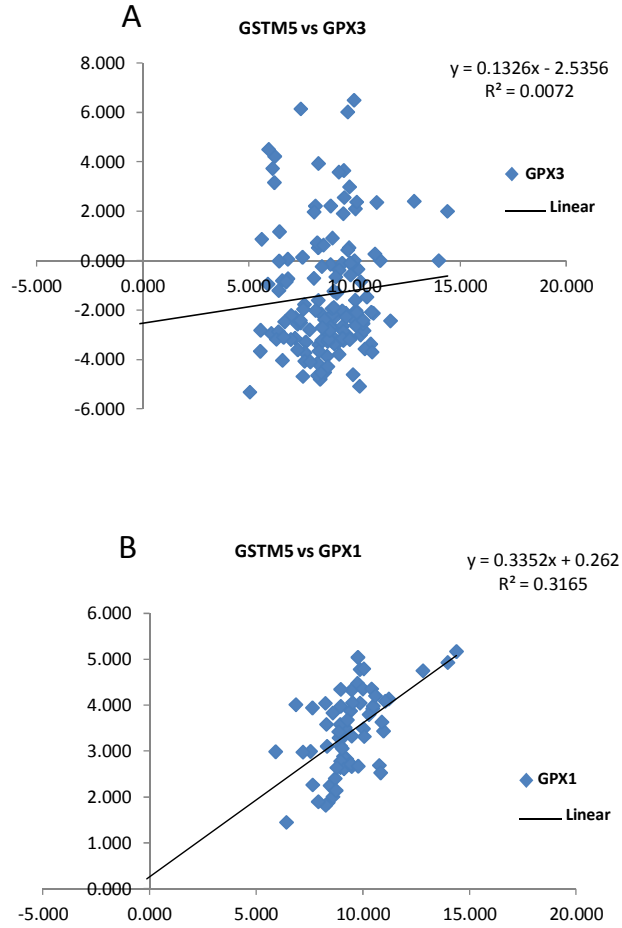 A
GSTM5 vs GPX3
y = 0.1326x - 2.5356
R² = 0.0072
8.000
6.000
4.000
2.000
0.000
-2.000
-4.000
-6.000
-5.000 0.000 5.000 10.000 15.000 20.000
GPX3
Linear
B
GSTM5 vs GPX1
y = 0.3352x + 0.262
R² = 0.3165
6.000
5.000
4.000
3.000
2.000
1.000
0.000
-5.000 0.000 5.000 10.000 15.000 20.000
GPX1
Linear